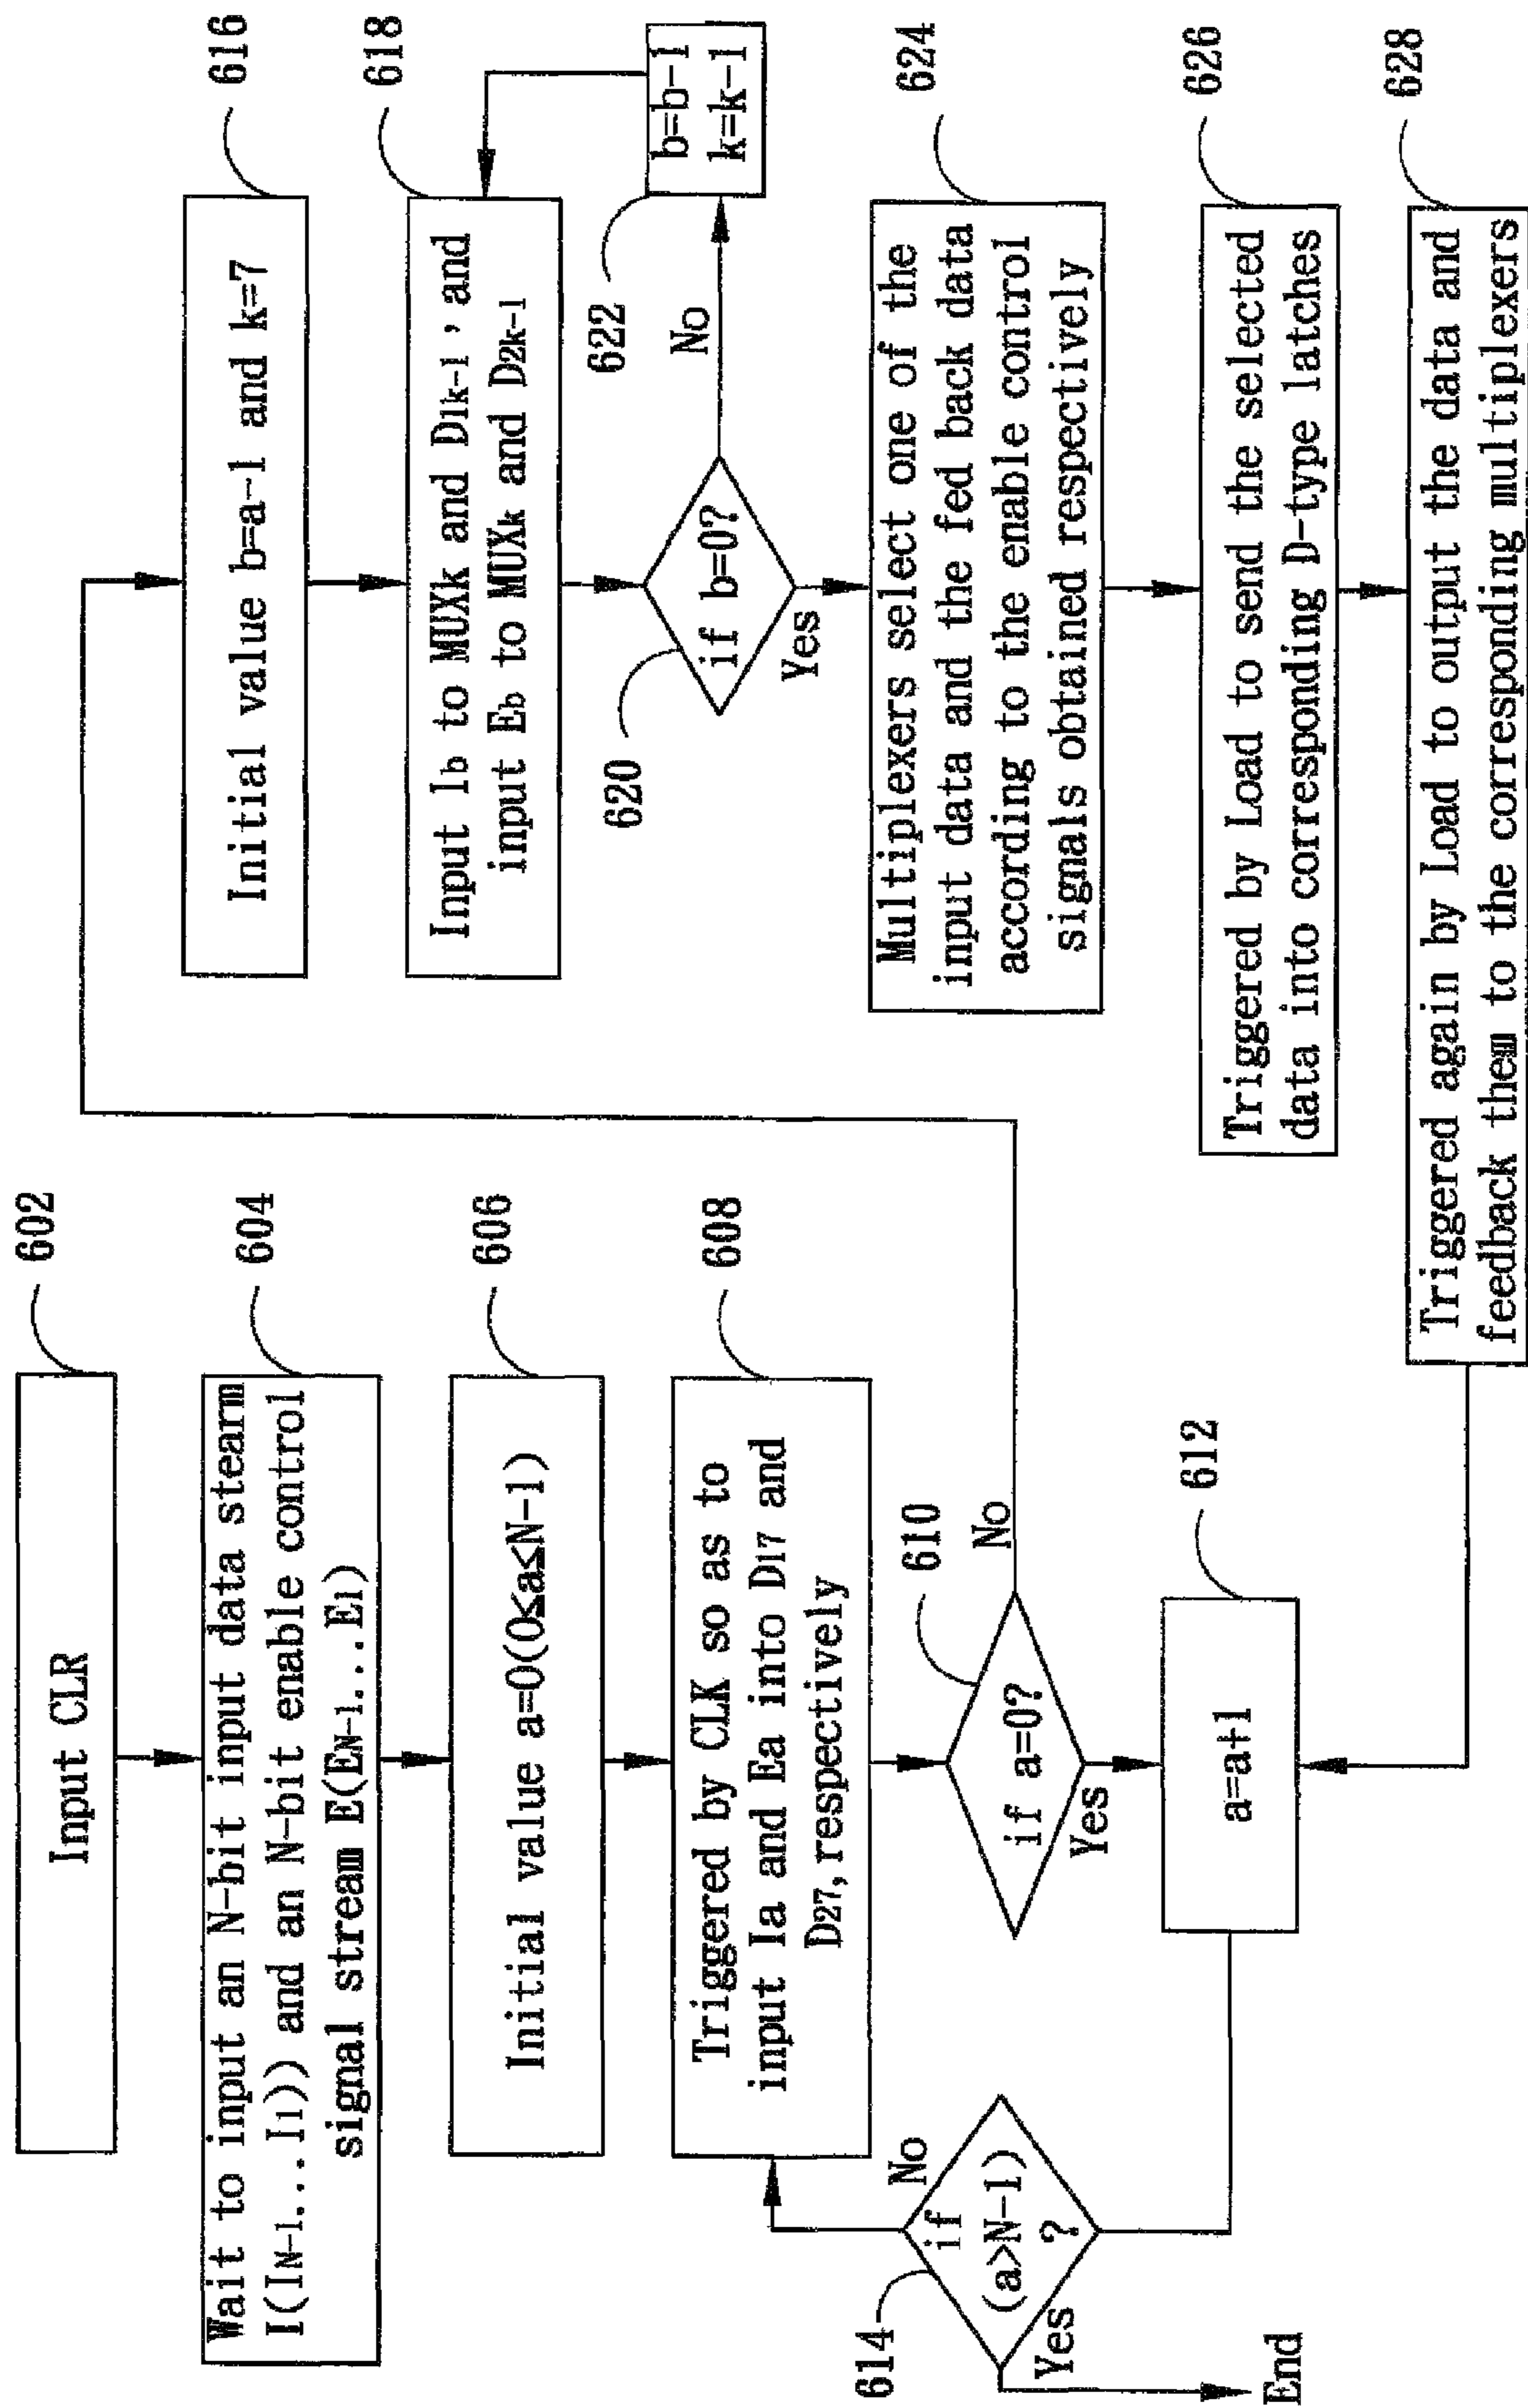 602
Input CLR
604
Wait to input an N-bit input data stearm
I(IN-1...I1)) and an N-bit enable control
signal stream E(EN-1...E1)
606
Initial value a=0(0≤a≤N-1)
608
Triggered by CLK so as to
input Ia and Ea into D17 and
D27, respectively
610
if a=0?
No
Yes
612
a=a+1
614
No
if
(a>N-1)
?
Yes
End
616
Initial value b=a-1 and k=7
618
Input Ib to MUXk and D1k-1, and
input Eb to MUXk and D2k-1
620
if b=0?
No
Yes
622
b=b-1
k=k-1
624
Multiplexers select one of the
input data and the fed back data
according to the enable control
signals obtained respectively
626
Triggered by Load to send the selected
data into corresponding D-type latches
628
Triggered again by Load to output the data and
feedback them to the corresponding multiplexers